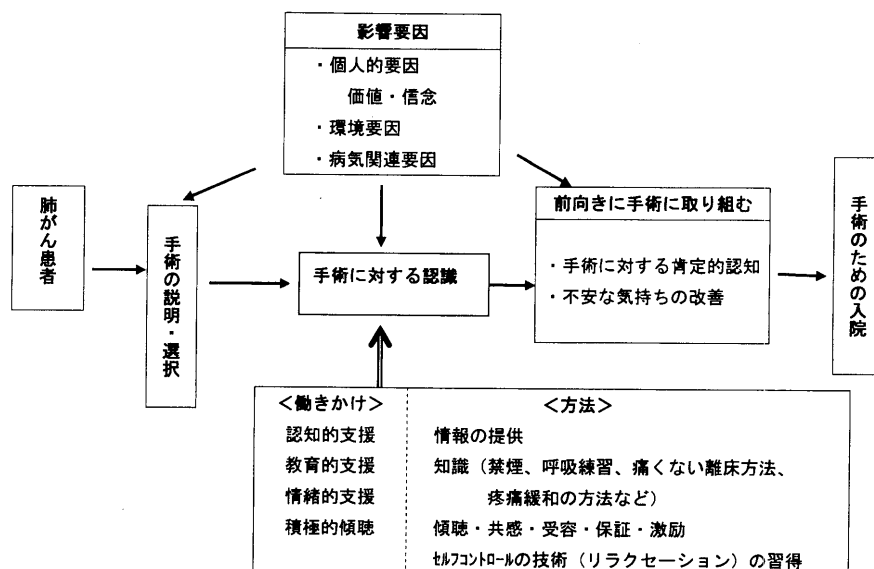 影響要因
・個人的要因
価値・信念
・環境要因
・病気関連要因
肺がん患者
手術の説明・選択
手術に対する認識
前向きに手術に取り組む
・手術に対する肯定的認知
・不安な気持ちの改善
手術のための入院
＜働きかけ＞
認知的支援
教育的支援
情緒的支援
積極的傾聴
＜方法＞
情報の提供
知識（禁煙、呼吸練習、痛くない離床方法、
疼痛緩和の方法など）
傾聴・共感・受容・保証・激励
ｾﾙﾌｺﾝﾄﾛｰﾙの技術（リラクセーション）の習得